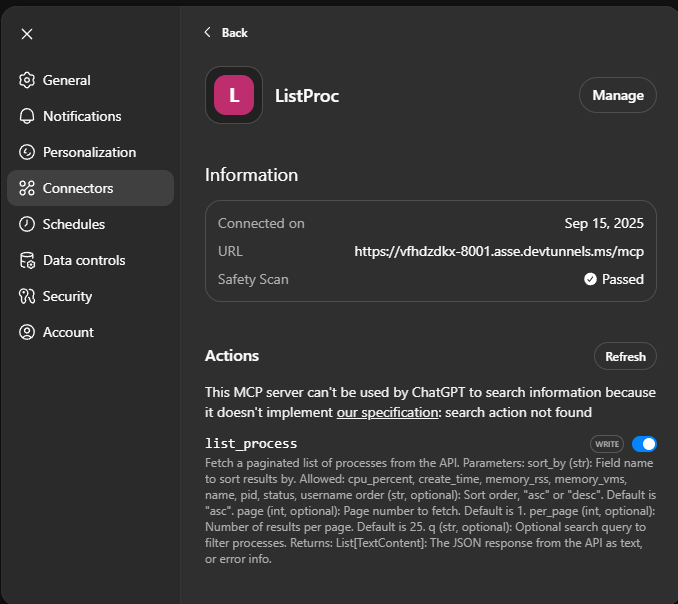 Back
General
Notifications
Personalization
Connectors
Schedules
Data controls
Security
Account
L
ListProc
Manage
Information
Connected on Sep 15, 2025
URL https://vfhdzdkx-8001.asse.devtunnels.ms/mcp
Safety Scan Passed
Actions
Refresh
This MCP server can't be used by ChatGPT to search information because
it doesn't implement our specification: search action not found
list_process
WRITE
Fetch a paginated list of processes from the API. Parameters: sort_by (str): Field name
to sort results by. Allowed: cpu_percent, create_time, memory_rss, memory_vms,
name, pid, status, username order (str, optional): Sort order, "asc" or "desc". Default is
"asc". page (int, optional): Page number to fetch. Default is 1. per_page (int, optional):
Number of results per page. Default is 25. q (str, optional): Optional search query to
filter processes. Returns: List[TextContent]: The JSON response from the API as text,
or error info.